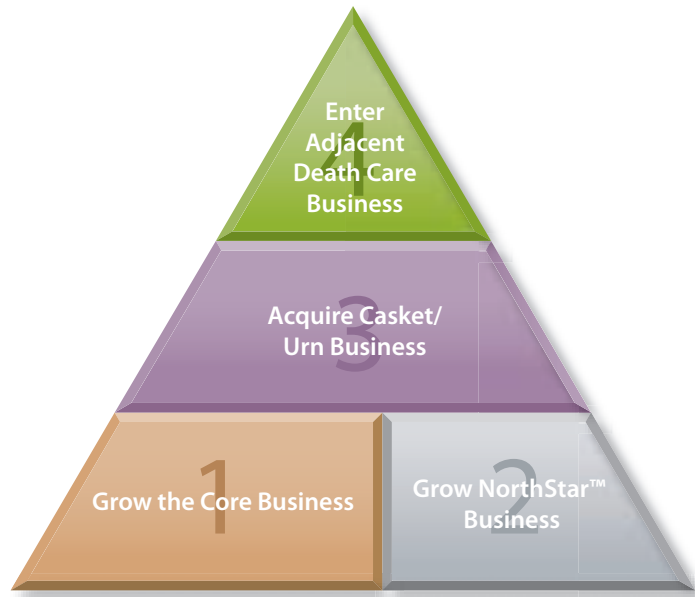 4
Enter
Adjacent
Death Care
Business
3
Acquire Casket/
Urn Business
1
Grow the Core Business
2
Grow NorthStar™
Business